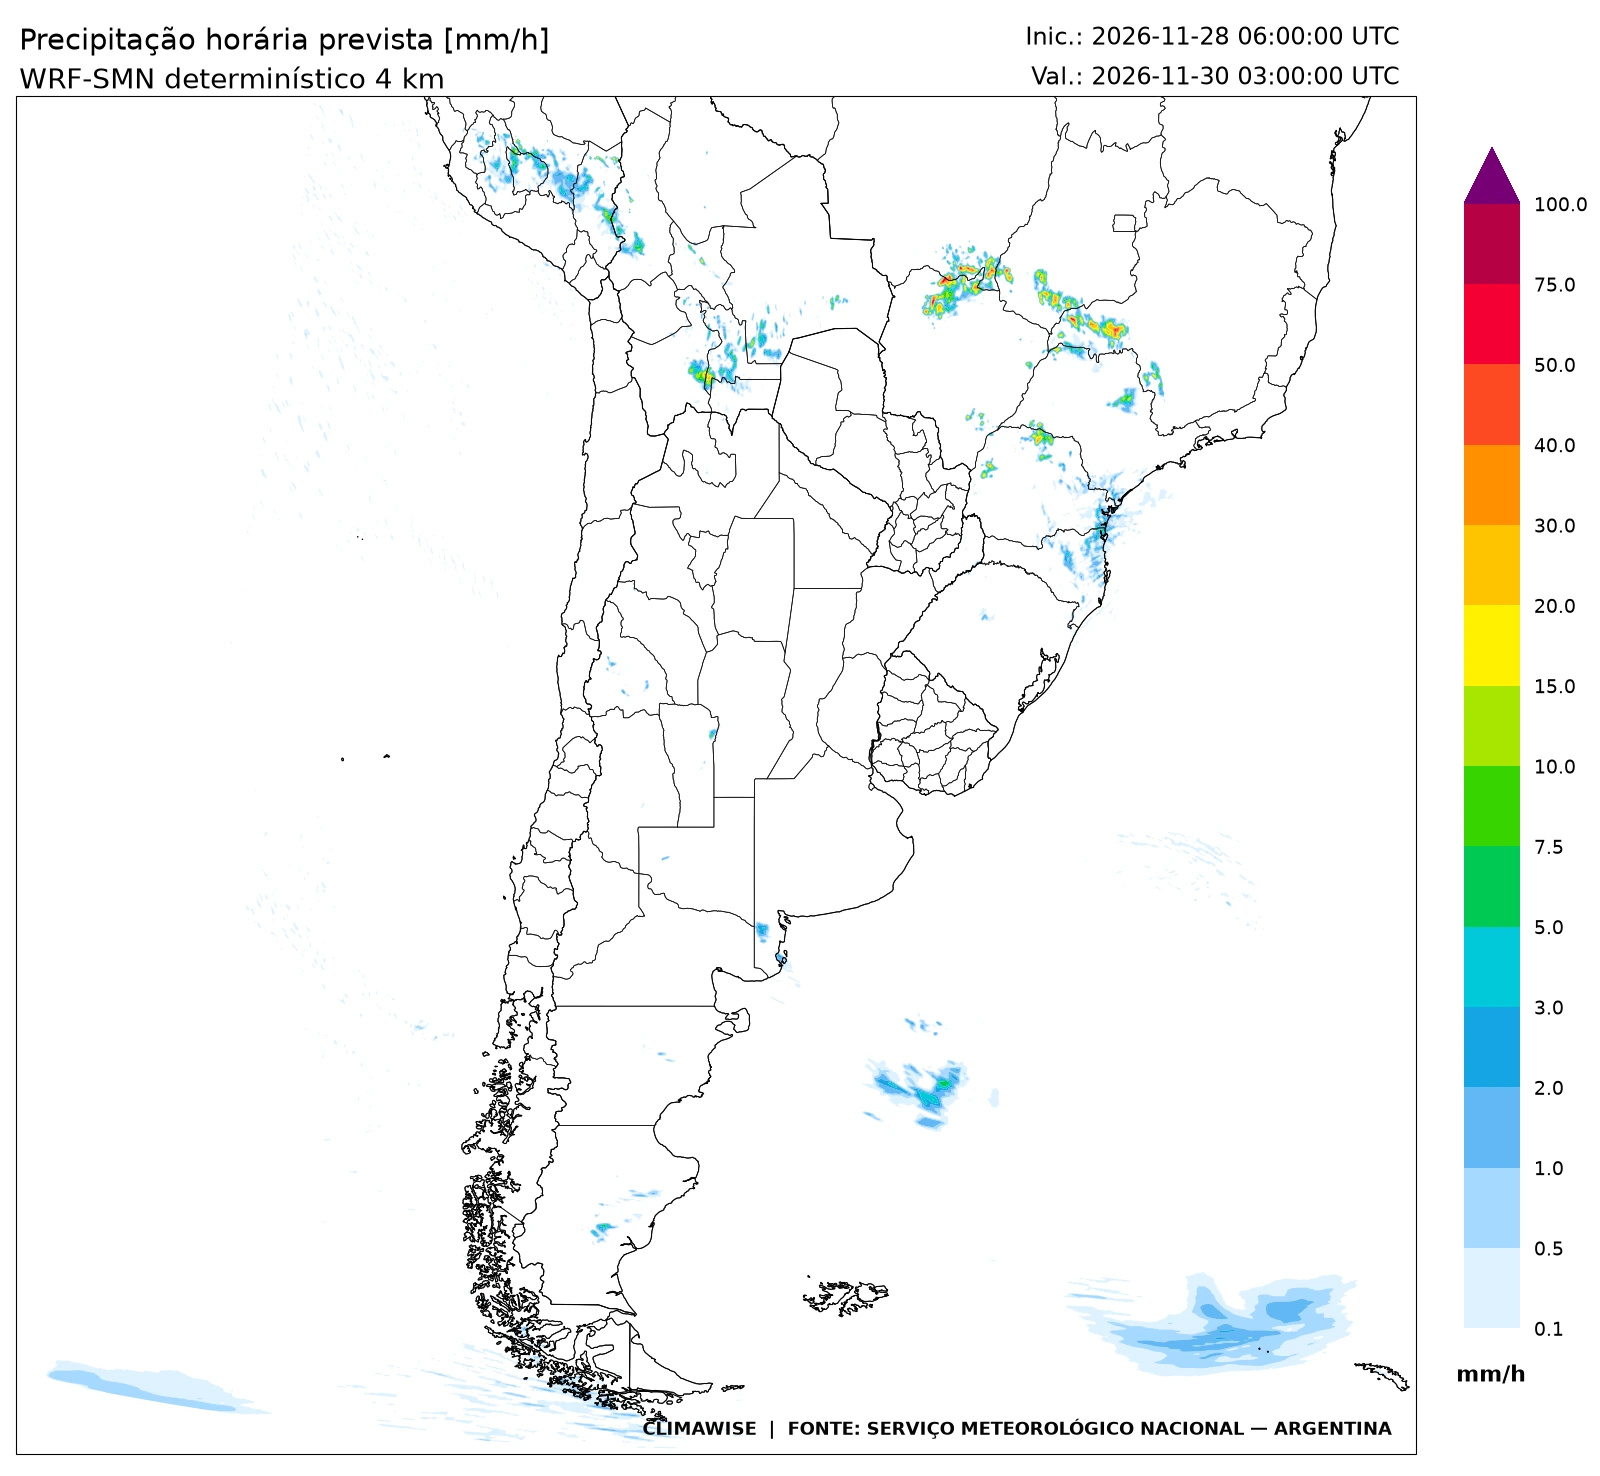 Precipitação horária prevista [mm/h]
WRF-SMN determinístico 4 km
Inic.: 2026-11-28 06:00:00 UTC
Val.: 2026-11-30 03:00:00 UTC
100.0
75.0
50.0
40.0
30.0
20.0
15.0
10.0
7.5
5.0
3.0
2.0
1.0
0.5
0.1
mm/h
CLIMAWISE | FONTE: SERVIÇO METEOROLÓGICO NACIONAL — ARGENTINA